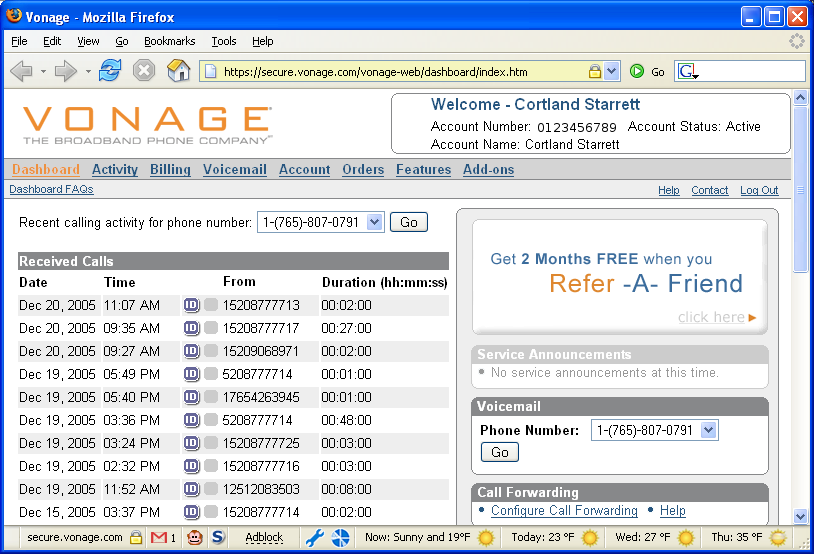 Vonage - Mozilla Firefox
File Edit View Go Bookmarks Tools Help
https://secure.vonage.com/vonage-web/dashboard/index.htm Go G
VONAGE
THE BROADBAND PHONE COMPANY
Welcome - Cortland Starrett
Account Number: 0123456789 Account Status: Active
Account Name: Cortland Starrett
Dashboard Activity Billing Voicemail Account Orders Features Add-ons
Dashboard FAQs Help Contact Log Out
Recent calling activity for phone number: 1-(765)-807-0791 Go
Received Calls
Date Time From Duration (hh:mm:ss)
Dec 20, 2005 11:07 AM ID 15208777713 00:02:00
Dec 20, 2005 09:35 AM ID 15208777717 00:27:00
Dec 20, 2005 09:27 AM ID 15209068971 00:02:00
Dec 19, 2005 05:49 PM ID 5208777714 00:01:00
Dec 19, 2005 05:40 PM ID 17654263945 00:01:00
Dec 19, 2005 03:36 PM ID 5208777714 00:48:00
Dec 19, 2005 03:24 PM ID 15208777725 00:03:00
Dec 19, 2005 02:32 PM ID 15208777716 00:03:00
Dec 19, 2005 11:52 AM ID 12512083503 00:08:00
Dec 15, 2005 03:37 PM ID 15208777714 00:02:00
Get 2 Months FREE when you
Refer -A- Friend
click here
Service Announcements
• No service announcements at this time.
Voicemail
Phone Number: 1-(765)-807-0791
Go
Call Forwarding
• Configure Call Forwarding • Help
secure.vonage.com M 1 S Adblock Now: Sunny and 19°F Today: 23 °F Wed: 27 °F Thu: 35 °F